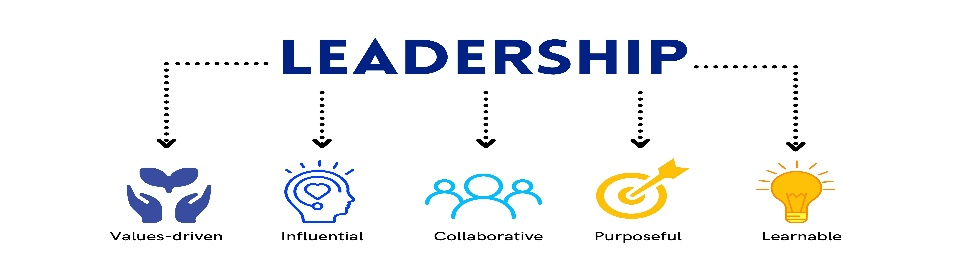 LEADERSHIP
Values-driven
Influential
Collaborative
Purposeful
Learnable